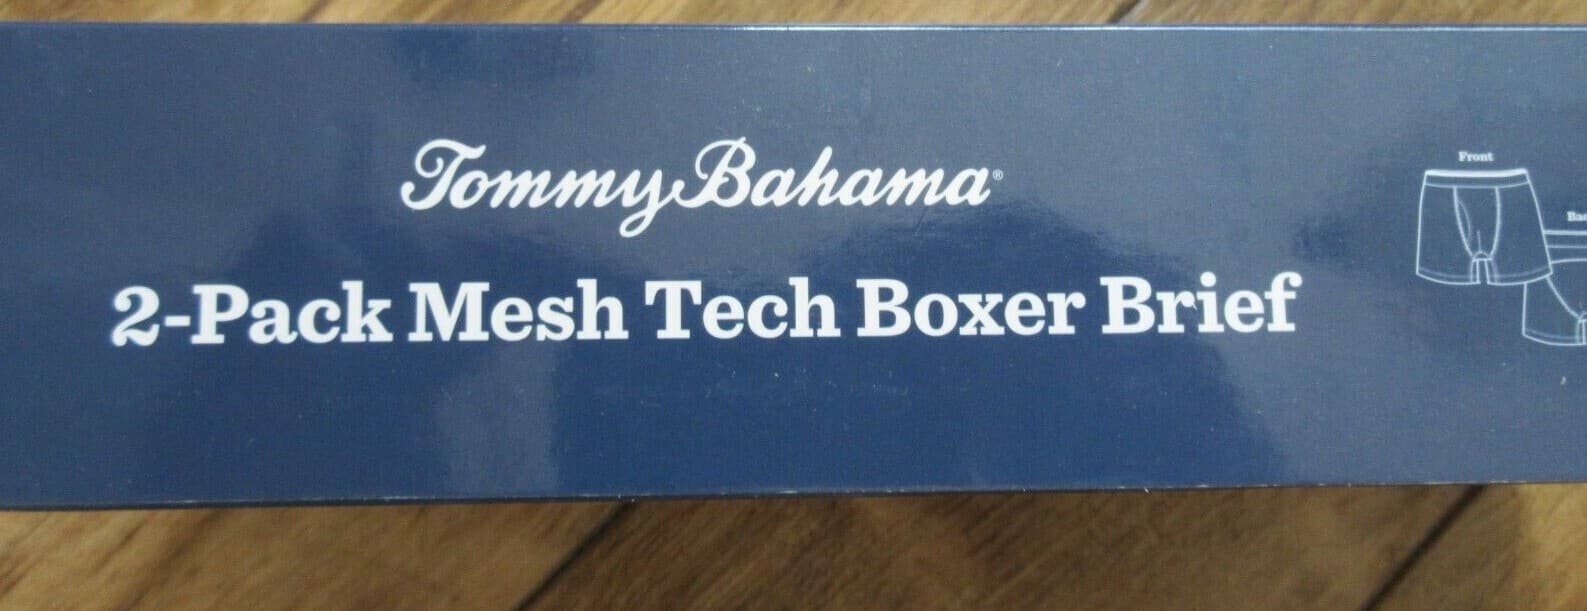 Tommy Bahama®
2-Pack Mesh Tech Boxer Brief
Front